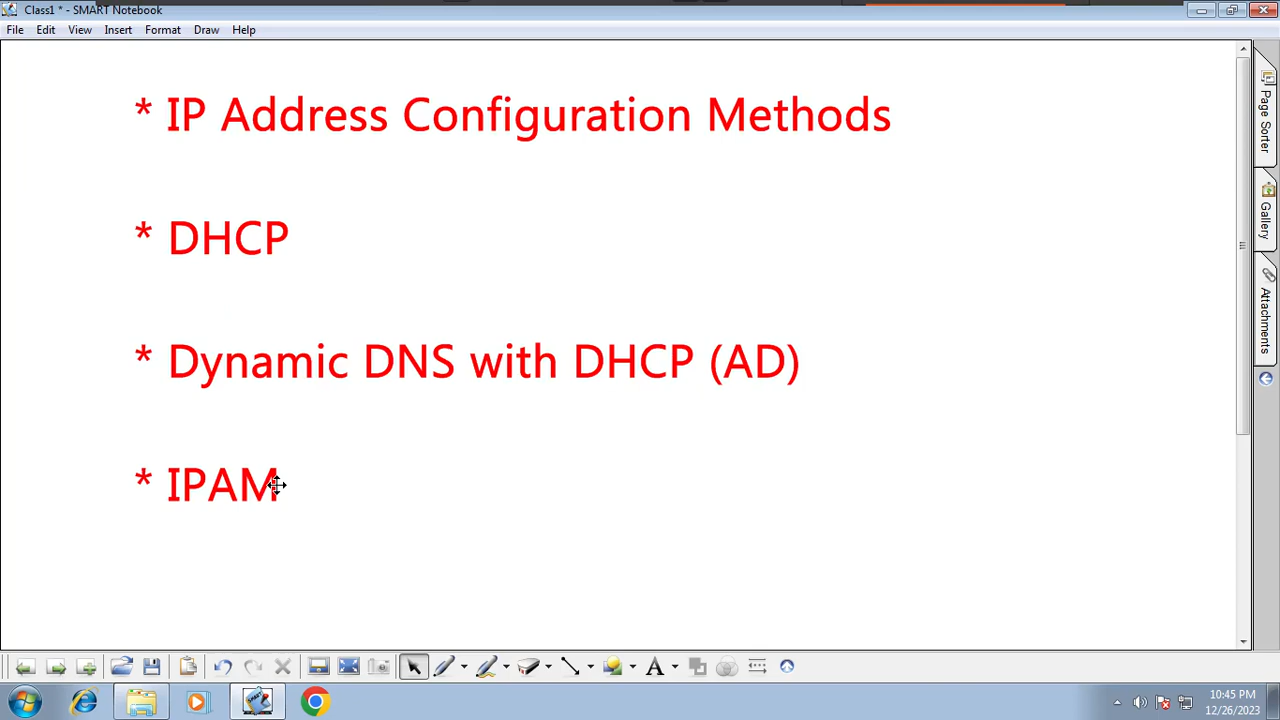 Class1 * - SMART Notebook
File Edit View Insert Format Draw Help
* IP Address Configuration Methods
* DHCP
* Dynamic DNS with DHCP (AD)
* IPAM
Page Sorter
Gallery
Attachments
10:45 PM
12/26/2023